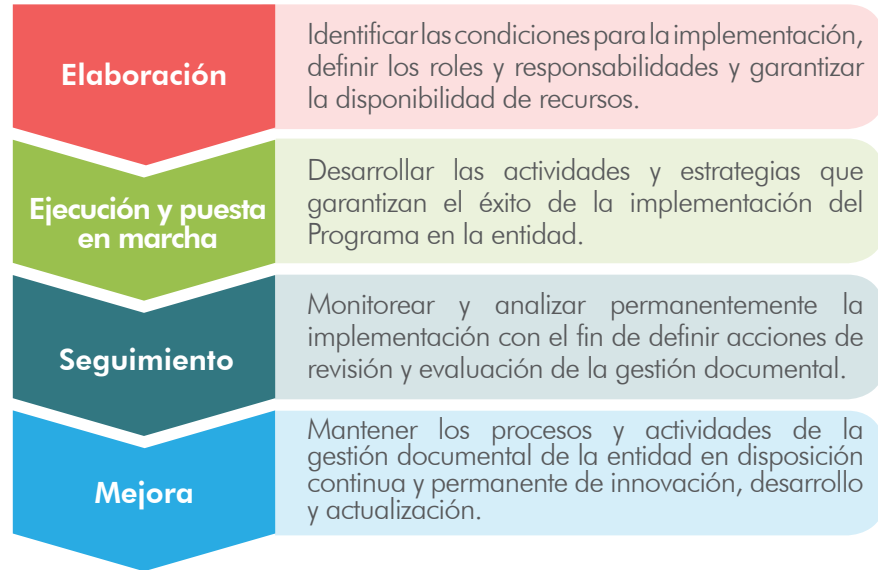 Elaboración
Identificar las condiciones para la implementación,
definir los roles y responsabilidades y garantizar
la disponibilidad de recursos.
Ejecución y puesta
en marcha
Desarrollar las actividades y estrategias que
garantizan el éxito de la implementación del
Programa en la entidad.
Seguimiento
Monitorear y analizar permanentemente la
implementación con el fin de definir acciones de
revisión y evaluación de la gestión documental.
Mejora
Mantener los procesos y actividades de la
gestión documental de la entidad en disposición
continua y permanente de innovación, desarrollo
y actualización.